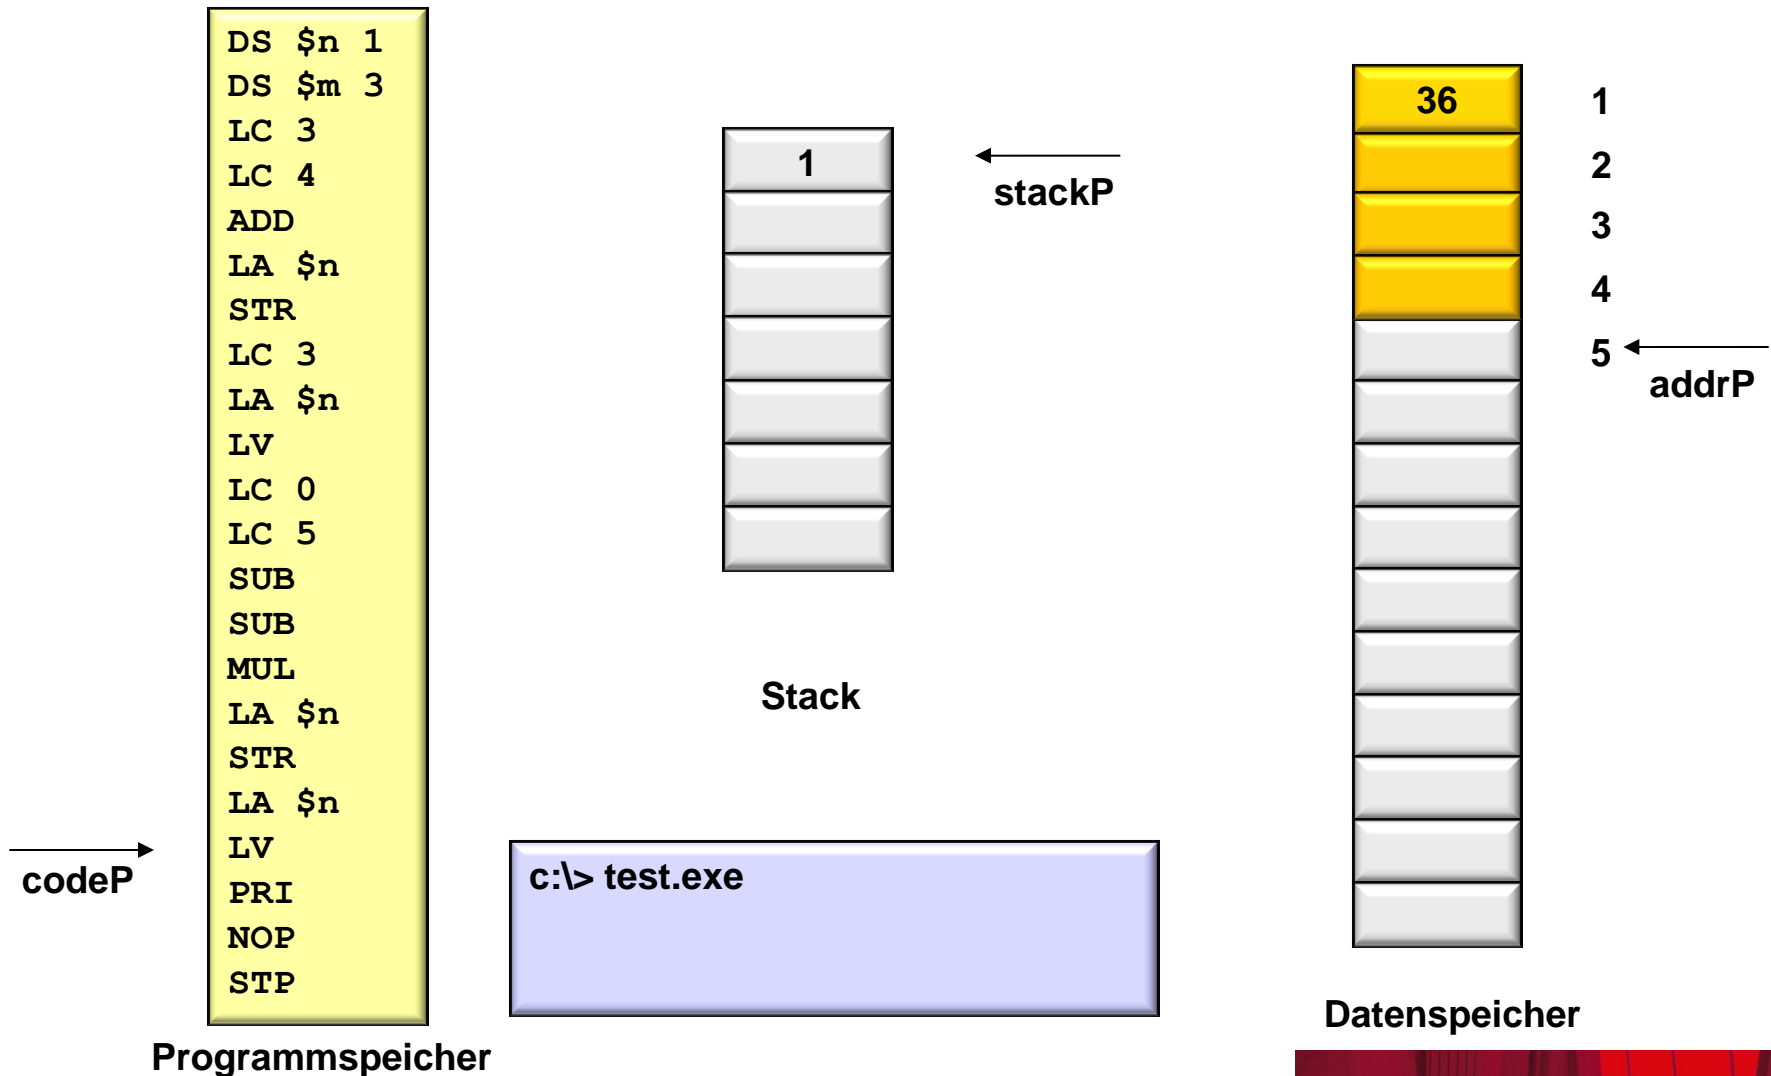 DS $n 1
DS $m 3
LC 3
LC 4
ADD
LA $n
STR
LC 3
LA $n
LV
LC 0
LC 5
SUB
SUB
MUL
LA $n
STR
LA $n
LV
PRI
NOP
STP
codeP
Programmspeicher
1
stackP
Stack
c:\> test.exe
36
1
2
3
4
5
addrP
Datenspeicher